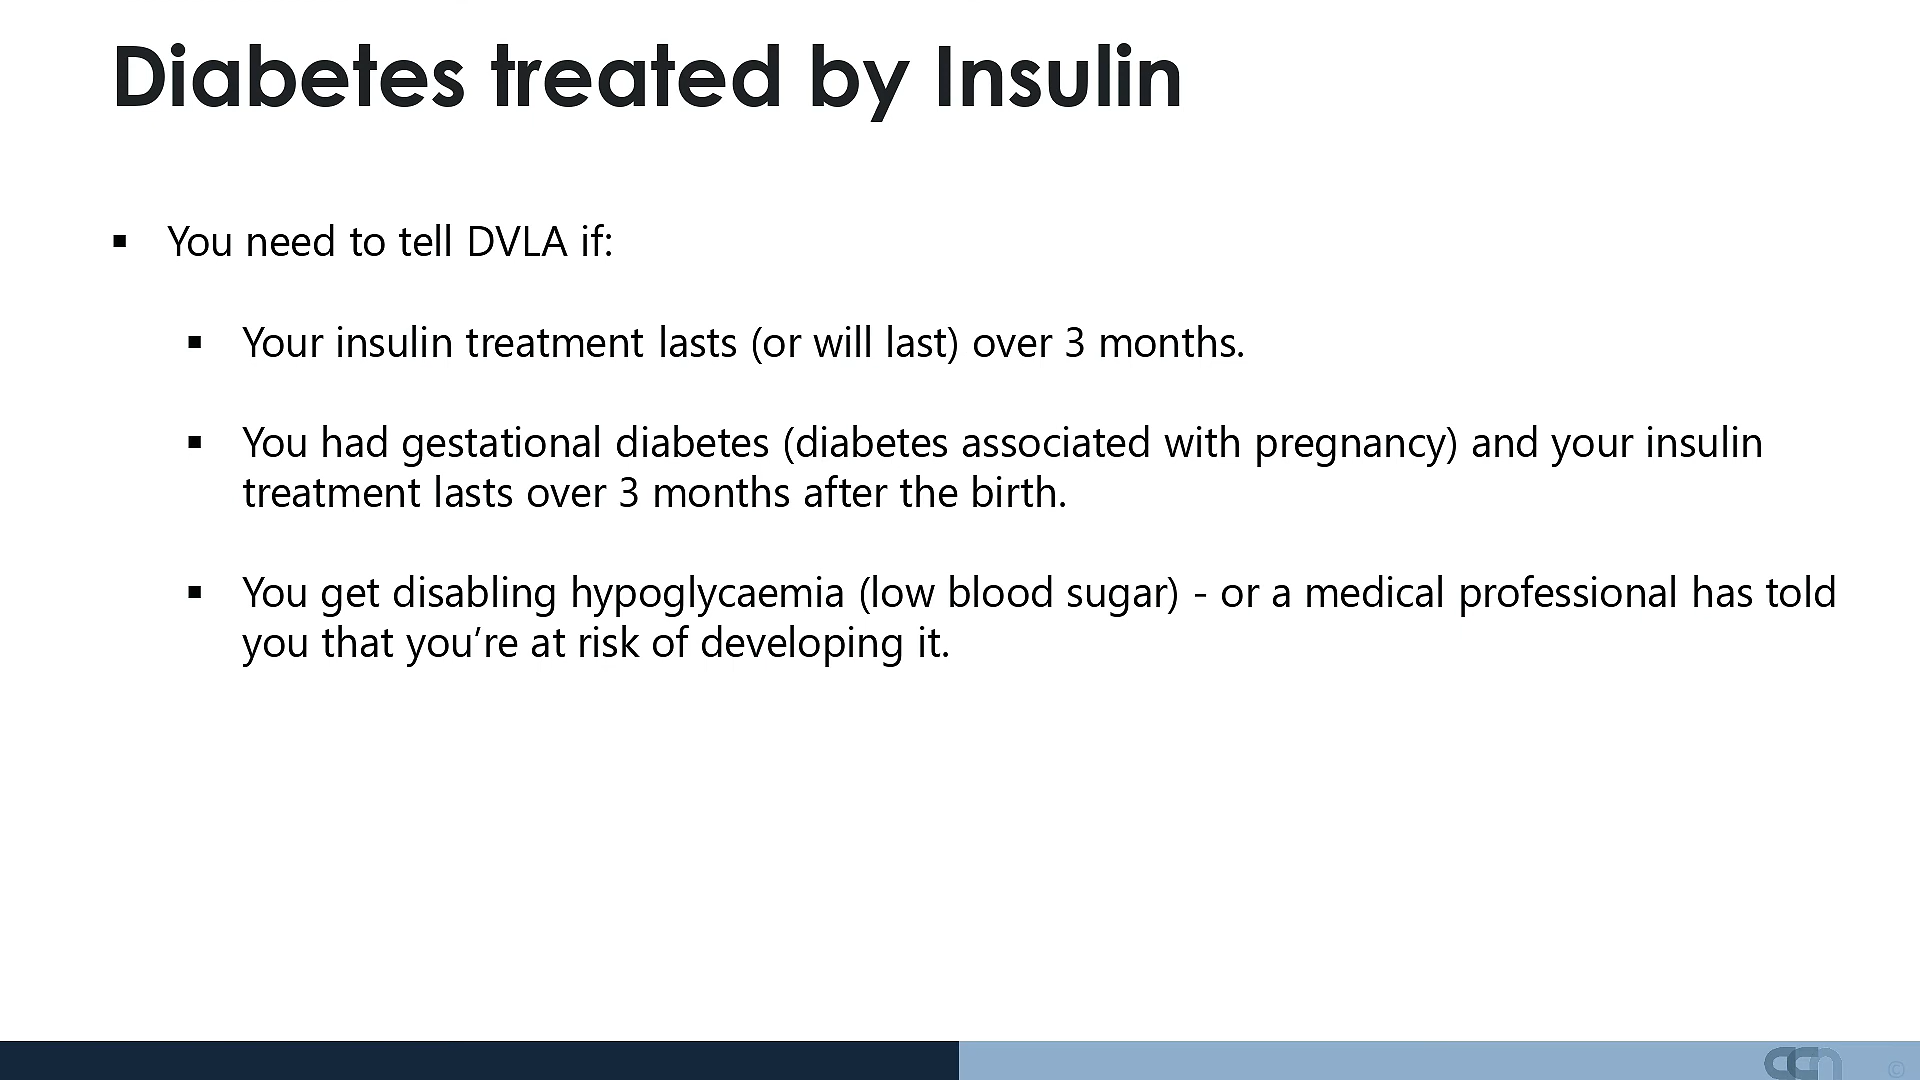 Diabetes treated by Insulin
▪ You need to tell DVLA if:
▪ Your insulin treatment lasts (or will last) over 3 months.
▪ You had gestational diabetes (diabetes associated with pregnancy) and your insulin
treatment lasts over 3 months after the birth.
▪ You get disabling hypoglycaemia (low blood sugar) - or a medical professional has told
you that you’re at risk of developing it.
©